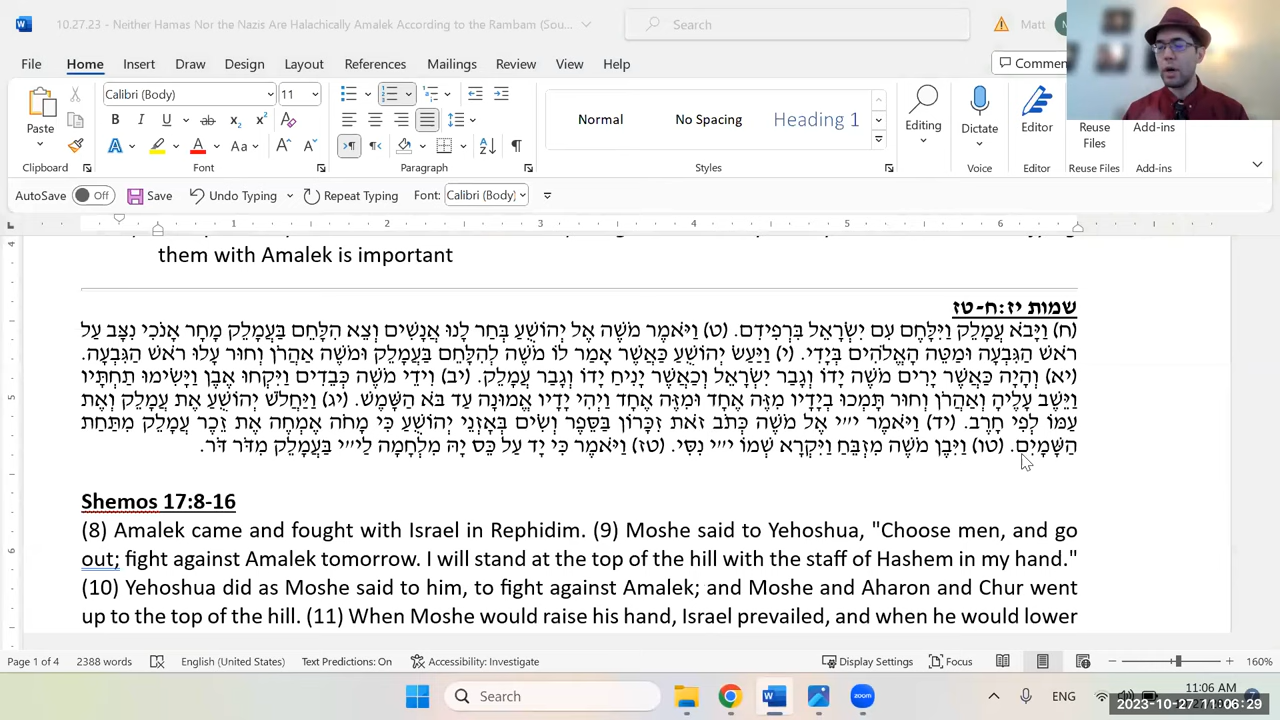 10.27.23 - Neither Hamas Nor the Nazis Are Halachically Amalek According to the Rambam (Sou...
Search
Matt
File Home Insert Draw Design Layout References Mailings Review View Help
Commen
Paste
Calibri (Body)
11
Normal
No Spacing
Heading 1
Editing
Dictate
Editor
Reuse Files
Add-ins
Clipboard
Font
Paragraph
Styles
Voice
Editor
Reuse Files
Add-ins
AutoSave Off Save Undo Typing Repeat Typing Font: Calibri (Body)
1 2 3 4 5 6
them with Amalek is important
שמות יז:ח-טז
(ח) וַיָּבֹא עֲמָלֵק וַיִּלָּחֶם עִם יִשְׂרָאֵל בִּרְפִידִם. (ט) וַיֹּאמֶר מֹשֶׁה אֶל יְהוֹשֻׁעַ בְּחַר לָנוּ אֲנָשִׁים וְצֵא הִלָּחֵם בַּעֲמָלֵק מָחָר אָנֹכִי נִצָּב עַל
רֹאשׁ הַגִּבְעָה וּמַטֵּה הָאֱלֹהִים בְּיָדִי. (י) וַיַּעַשׂ יְהוֹשֻׁעַ כַּאֲשֶׁר אָמַר לוֹ מֹשֶׁה לְהִלָּחֵם בַּעֲמָלֵק וּמֹשֶׁה אַהֲרֹן וְחוּר עָלוּ רֹאשׁ הַגִּבְעָה.
(יא) וְהָיָה כַּאֲשֶׁר יָרִים מֹשֶׁה יָדוֹ וְגָבַר יִשְׂרָאֵל וְכַאֲשֶׁר יָנִיחַ יָדוֹ וְגָבַר עֲמָלֵק. (יב) וִידֵי מֹשֶׁה כְּבֵדִים וַיִּקְחוּ אֶבֶן וַיָּשִׂימוּ תַחְתָּיו
וַיֵּשֶׁב עָלֶיהָ וְאַהֲרֹן וְחוּר תָּמְכוּ בְיָדָיו מִזֶּה אֶחָד וּמִזֶּה אֶחָד וַיְהִי יָדָיו אֱמוּנָה עַד בֹּא הַשָּׁמֶשׁ. (יג) וַיַּחֲלֹשׁ יְהוֹשֻׁעַ אֶת עֲמָלֵק וְאֶת
עַמּוֹ לְפִי חָרֶב. (יד) וַיֹּאמֶר י״י אֶל מֹשֶׁה כְּתֹב זֹאת זִכָּרוֹן בַּסֵּפֶר וְשִׂים בְּאָזְנֵי יְהוֹשֻׁעַ כִּי מָחֹה אֶמְחֶה אֶת זֵכֶר עֲמָלֵק מִתַּחַת
הַשָּׁמָיִם. (טו) וַיִּבֶן מֹשֶׁה מִזְבֵּחַ וַיִּקְרָא שְׁמוֹ י״י נִסִּי. (טז) וַיֹּאמֶר כִּי יָד עַל כֵּס יָהּ מִלְחָמָה לַי״י בַּעֲמָלֵק מִדֹּר דֹּר.
Shemos 17:8-16
(8) Amalek came and fought with Israel in Rephidim. (9) Moshe said to Yehoshua, "Choose men, and go
out; fight against Amalek tomorrow. I will stand at the top of the hill with the staff of Hashem in my hand."
(10) Yehoshua did as Moshe said to him, to fight against Amalek; and Moshe and Aharon and Chur went
up to the top of the hill. (11) When Moshe would raise his hand, Israel prevailed, and when he would lower
Page 1 of 4 2388 words English (United States) Text Predictions: On Accessibility: Investigate Display Settings Focus 160%
Search
zoom
ENG
11:06 AM
2023-10-27 11:06:29